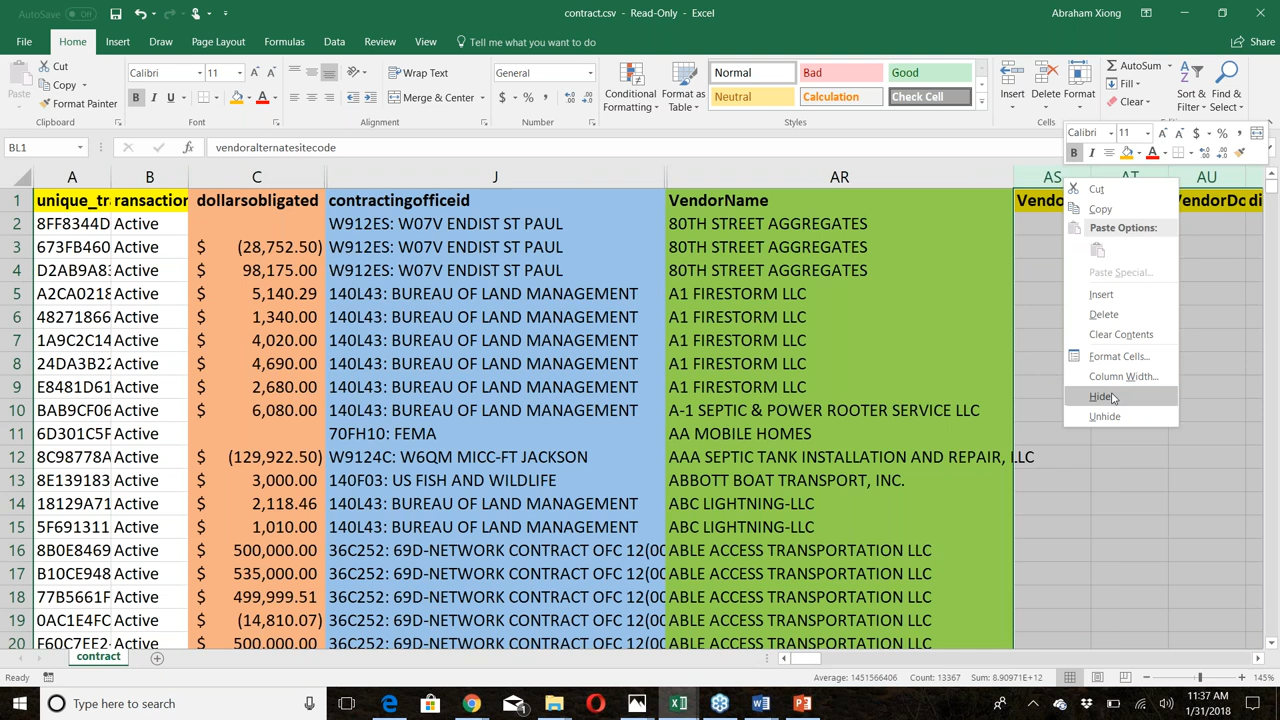 AutoSave Off
contract.csv - Read-Only - Excel
Abraham Xiong
File Home Insert Draw Page Layout Formulas Data Review View Tell me what you want to do Share
Paste Cut Copy Format Painter Clipboard
Calibri 11 B I U Font
Wrap Text Merge & Center Alignment
General $ % , Number
Conditional Formatting Format as Table
Normal Bad Good
Neutral Calculation Check Cell
Styles
Insert Delete Format Cells
AutoSum Fill Clear Sort & Filter Find & Select
BL1 fx vendoralternatesitecode
Calibri 11 A A $ % ,
B I A
A B C J AR AS AT AU
1 unique_tra ransaction dollarsobligated contractingofficeid VendorName Vendo VendorDo di
2 8FF8344D Active W912ES: W07V ENDIST ST PAUL 80TH STREET AGGREGATES
3 673FB460 Active $ (28,752.50) W912ES: W07V ENDIST ST PAUL 80TH STREET AGGREGATES
4 D2AB9A83 Active $ 98,175.00 W912ES: W07V ENDIST ST PAUL 80TH STREET AGGREGATES
5 A2CA0218 Active $ 5,140.29 140L43: BUREAU OF LAND MANAGEMENT A1 FIRESTORM LLC
6 48271866 Active $ 1,340.00 140L43: BUREAU OF LAND MANAGEMENT A1 FIRESTORM LLC
7 1A9C2C14 Active $ 4,020.00 140L43: BUREAU OF LAND MANAGEMENT A1 FIRESTORM LLC
8 24DA3B22 Active $ 4,690.00 140L43: BUREAU OF LAND MANAGEMENT A1 FIRESTORM LLC
9 E8481D61 Active $ 2,680.00 140L43: BUREAU OF LAND MANAGEMENT A1 FIRESTORM LLC
10 BAB9CF06 Active $ 6,080.00 140L43: BUREAU OF LAND MANAGEMENT A-1 SEPTIC & POWER ROOTER SERVICE LLC
11 6D301C5F Active 70FH10: FEMA AA MOBILE HOMES
12 8C98778A Active $ (129,922.50) W9124C: W6QM MICC-FT JACKSON AAA SEPTIC TANK INSTALLATION AND REPAIR, LLC
13 8E139183 Active $ 3,000.00 140F03: US FISH AND WILDLIFE ABBOTT BOAT TRANSPORT, INC.
14 18129A71 Active $ 2,118.46 140L43: BUREAU OF LAND MANAGEMENT ABC LIGHTNING-LLC
15 5F691311 Active $ 1,010.00 140L43: BUREAU OF LAND MANAGEMENT ABC LIGHTNING-LLC
16 8B0E8469 Active $ 500,000.00 36C252: 69D-NETWORK CONTRACT OFC 12(00 ABLE ACCESS TRANSPORTATION LLC
17 B10CE948 Active $ 535,000.00 36C252: 69D-NETWORK CONTRACT OFC 12(00 ABLE ACCESS TRANSPORTATION LLC
18 77B5661F Active $ 499,999.51 36C252: 69D-NETWORK CONTRACT OFC 12(00 ABLE ACCESS TRANSPORTATION LLC
19 0AC1E4FC Active $ (14,810.07) 36C252: 69D-NETWORK CONTRACT OFC 12(00 ABLE ACCESS TRANSPORTATION LLC
20 F60C7EE2 Active $ 500,000.00 36C252: 69D-NETWORK CONTRACT OFC 12(00 ABLE ACCESS TRANSPORTATION LLC
Cut
Copy
Paste Options:
Paste Special...
Insert
Delete
Clear Contents
Format Cells...
Column Width...
Hide
Unhide
contract
Ready Average: 1451566406 Count: 13367 Sum: 8.90971E+12 145%
Type here to search
11:37 AM
1/31/2018